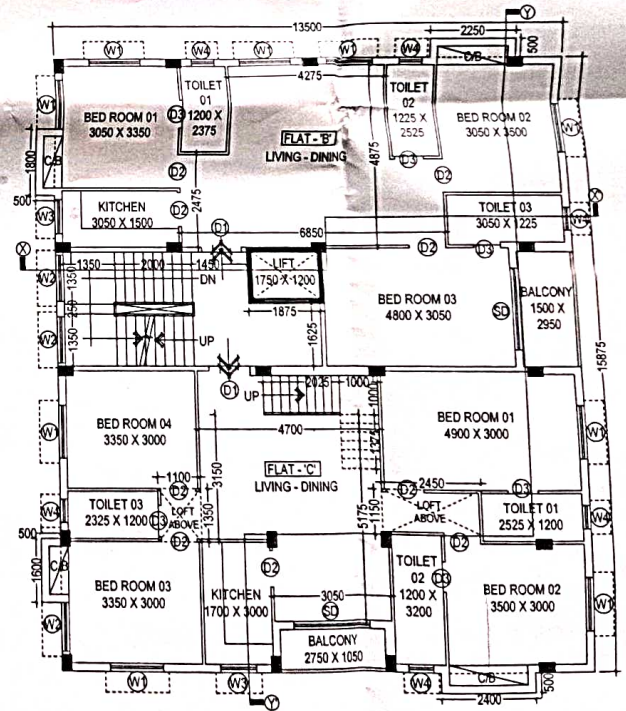 Y
13500
2250
500
W1
W4
W1
W1
W4
C/B
4275
TOILET
01
1200
X
2375
TOILET
02
1225
X
2525
W1
D3
BED ROOM 01
3050 X 3350
FLAT -'B'
LIVING - DINING
BED ROOM 02
3050 X 3500
W1
1800
C/B
D2
4875
D3
D2
500
W3
KITCHEN
3050 X 1500
D2
2475
TOILET 03
3050 X 1225
X
6850
D1
D2
D3
X
W2
1350
2000
1450
DN
LIFT
1750 X 1200
1350
250
1350
UP
1875
1625
BED ROOM 03
4800 X 3050
SD
BALCONY
1500
X
2950
15875
W2
D1
UP
2025
1000
BED ROOM 04
3350 X 3000
4700
1000
1375
BED ROOM 01
4900 X 3000
W1
W1
3150
FLAT -'C'
LIVING - DINING
1100
D2
2450
D2
D3
W4
TOILET 03
2325 X 1200
D3
LOFT
ABOVE
1350
5175
1150
LOFT
ABOVE
TOILET 01
2525 X 1200
W4
500
D2
D2
1600
C/B
BED ROOM 03
3350 X 3000
KITCHEN
1700 X 3000
D2
3050
TOILET
02
1200
X
3200
D3
BED ROOM 02
3500 X 3000
W1
W2
SD
BALCONY
2750 X 1050
C/B
W1
W3
W4
2400
500
Y